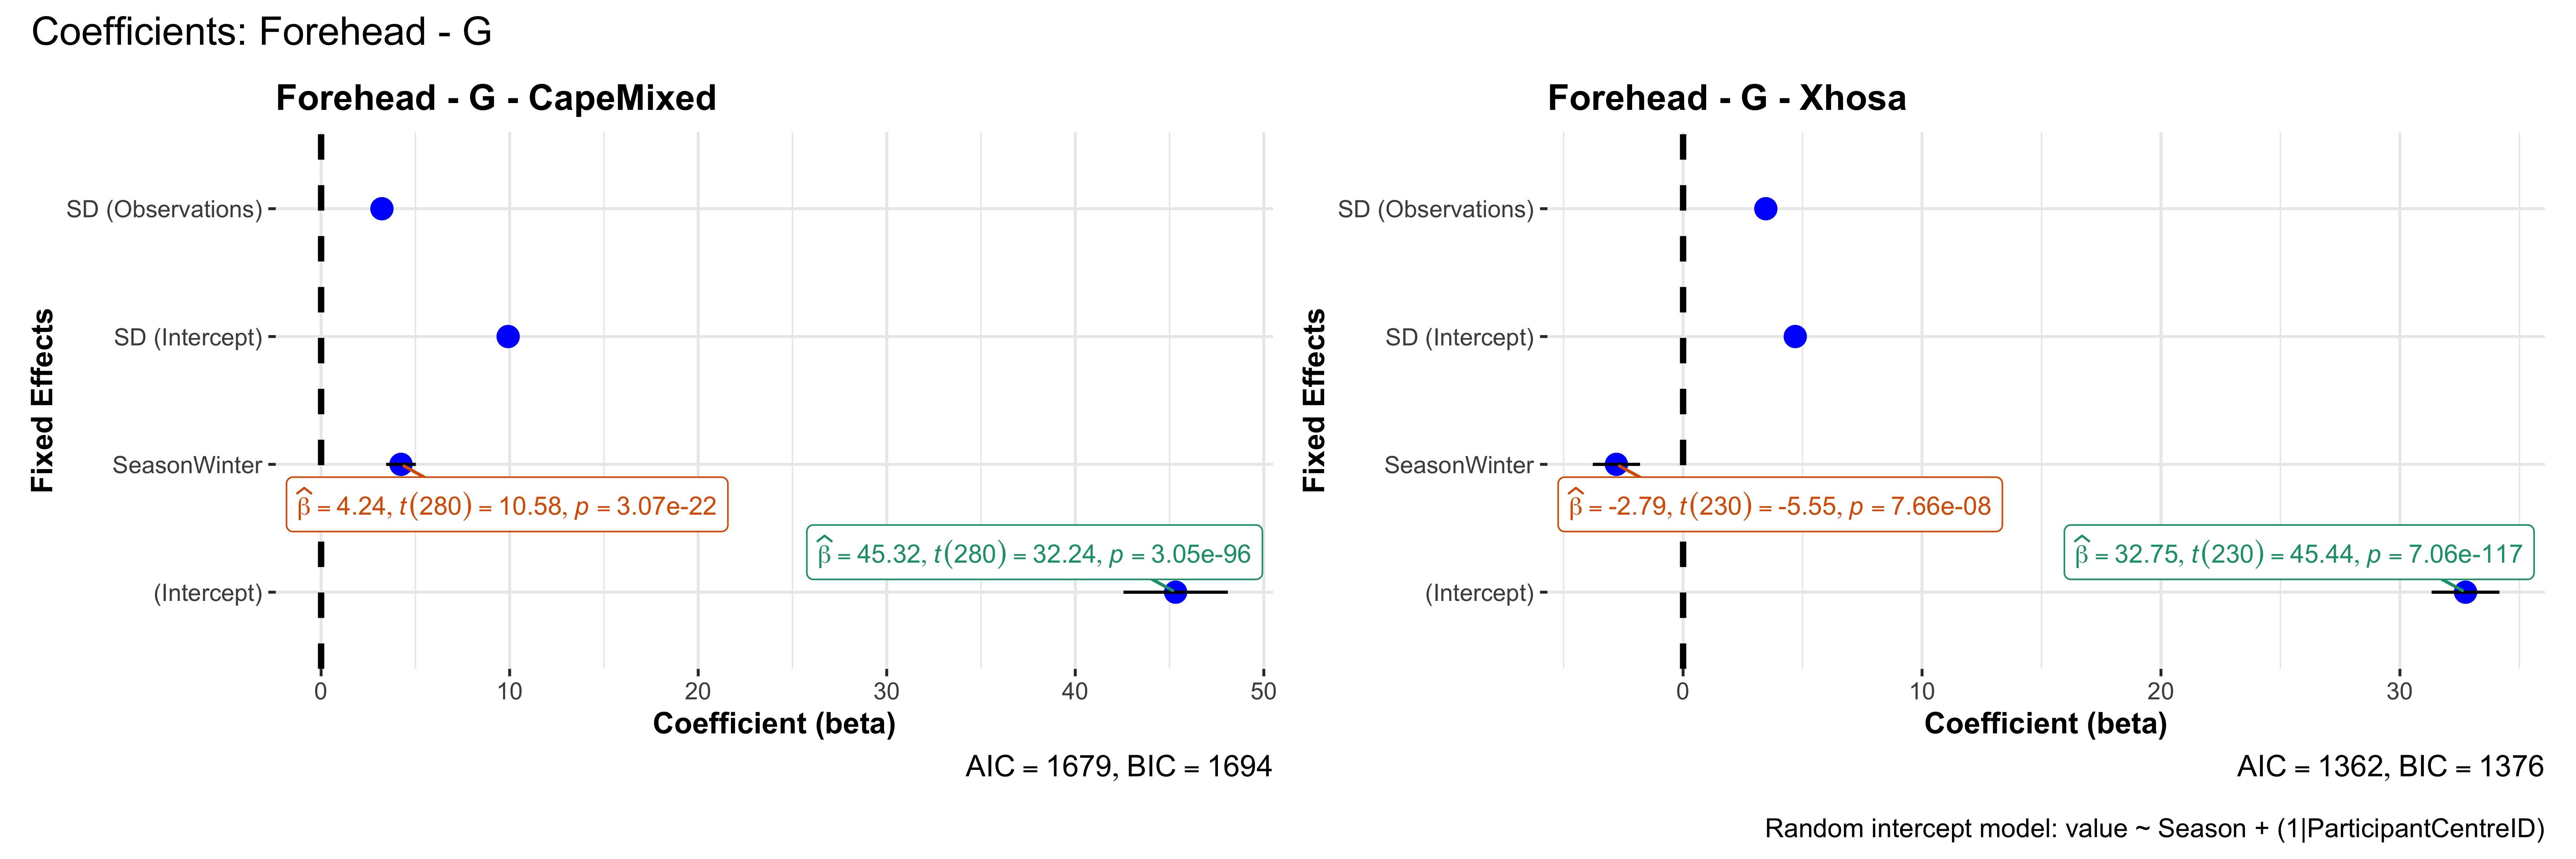 Coefficients: Forehead - G
Forehead - G - CapeMixed
Fixed Effects
SD (Observations)
SD (Intercept)
SeasonWinter
(Intercept)
β̂ = 4.24, t(280) = 10.58, p = 3.07e-22
β̂ = 45.32, t(280) = 32.24, p = 3.05e-96
0 10 20 30 40 50
Coefficient (beta)
AIC = 1679, BIC = 1694
Forehead - G - Xhosa
Fixed Effects
SD (Observations)
SD (Intercept)
SeasonWinter
(Intercept)
β̂ = -2.79, t(230) = -5.55, p = 7.66e-08
β̂ = 32.75, t(230) = 45.44, p = 7.06e-117
0 10 20 30
Coefficient (beta)
AIC = 1362, BIC = 1376
Random intercept model: value ~ Season + (1|ParticipantCentreID)